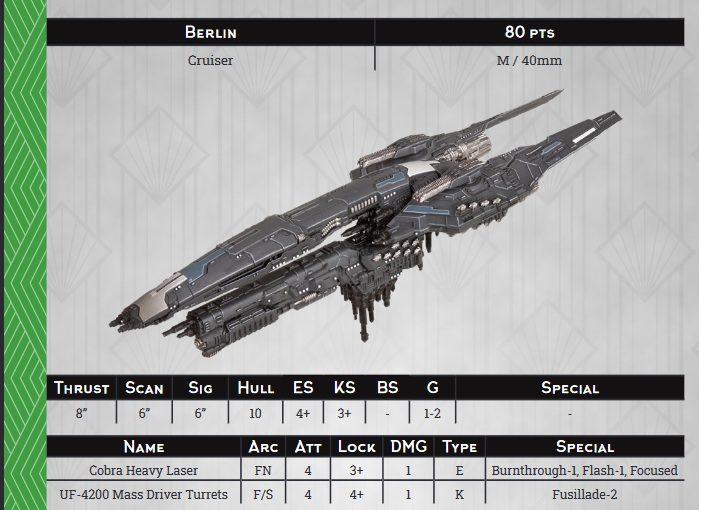 Berlin 80 pts
Cruiser M / 40mm
Thrust Scan Sig Hull ES KS BS G Special
8” 6” 6” 10 4+ 3+ - 1-2 -
Name Arc Att Lock DMG Type Special
Cobra Heavy Laser FN 4 3+ 1 E Burnthrough-1, Flash-1, Focused
UF-4200 Mass Driver Turrets F/S 4 4+ 1 K Fusillade-2